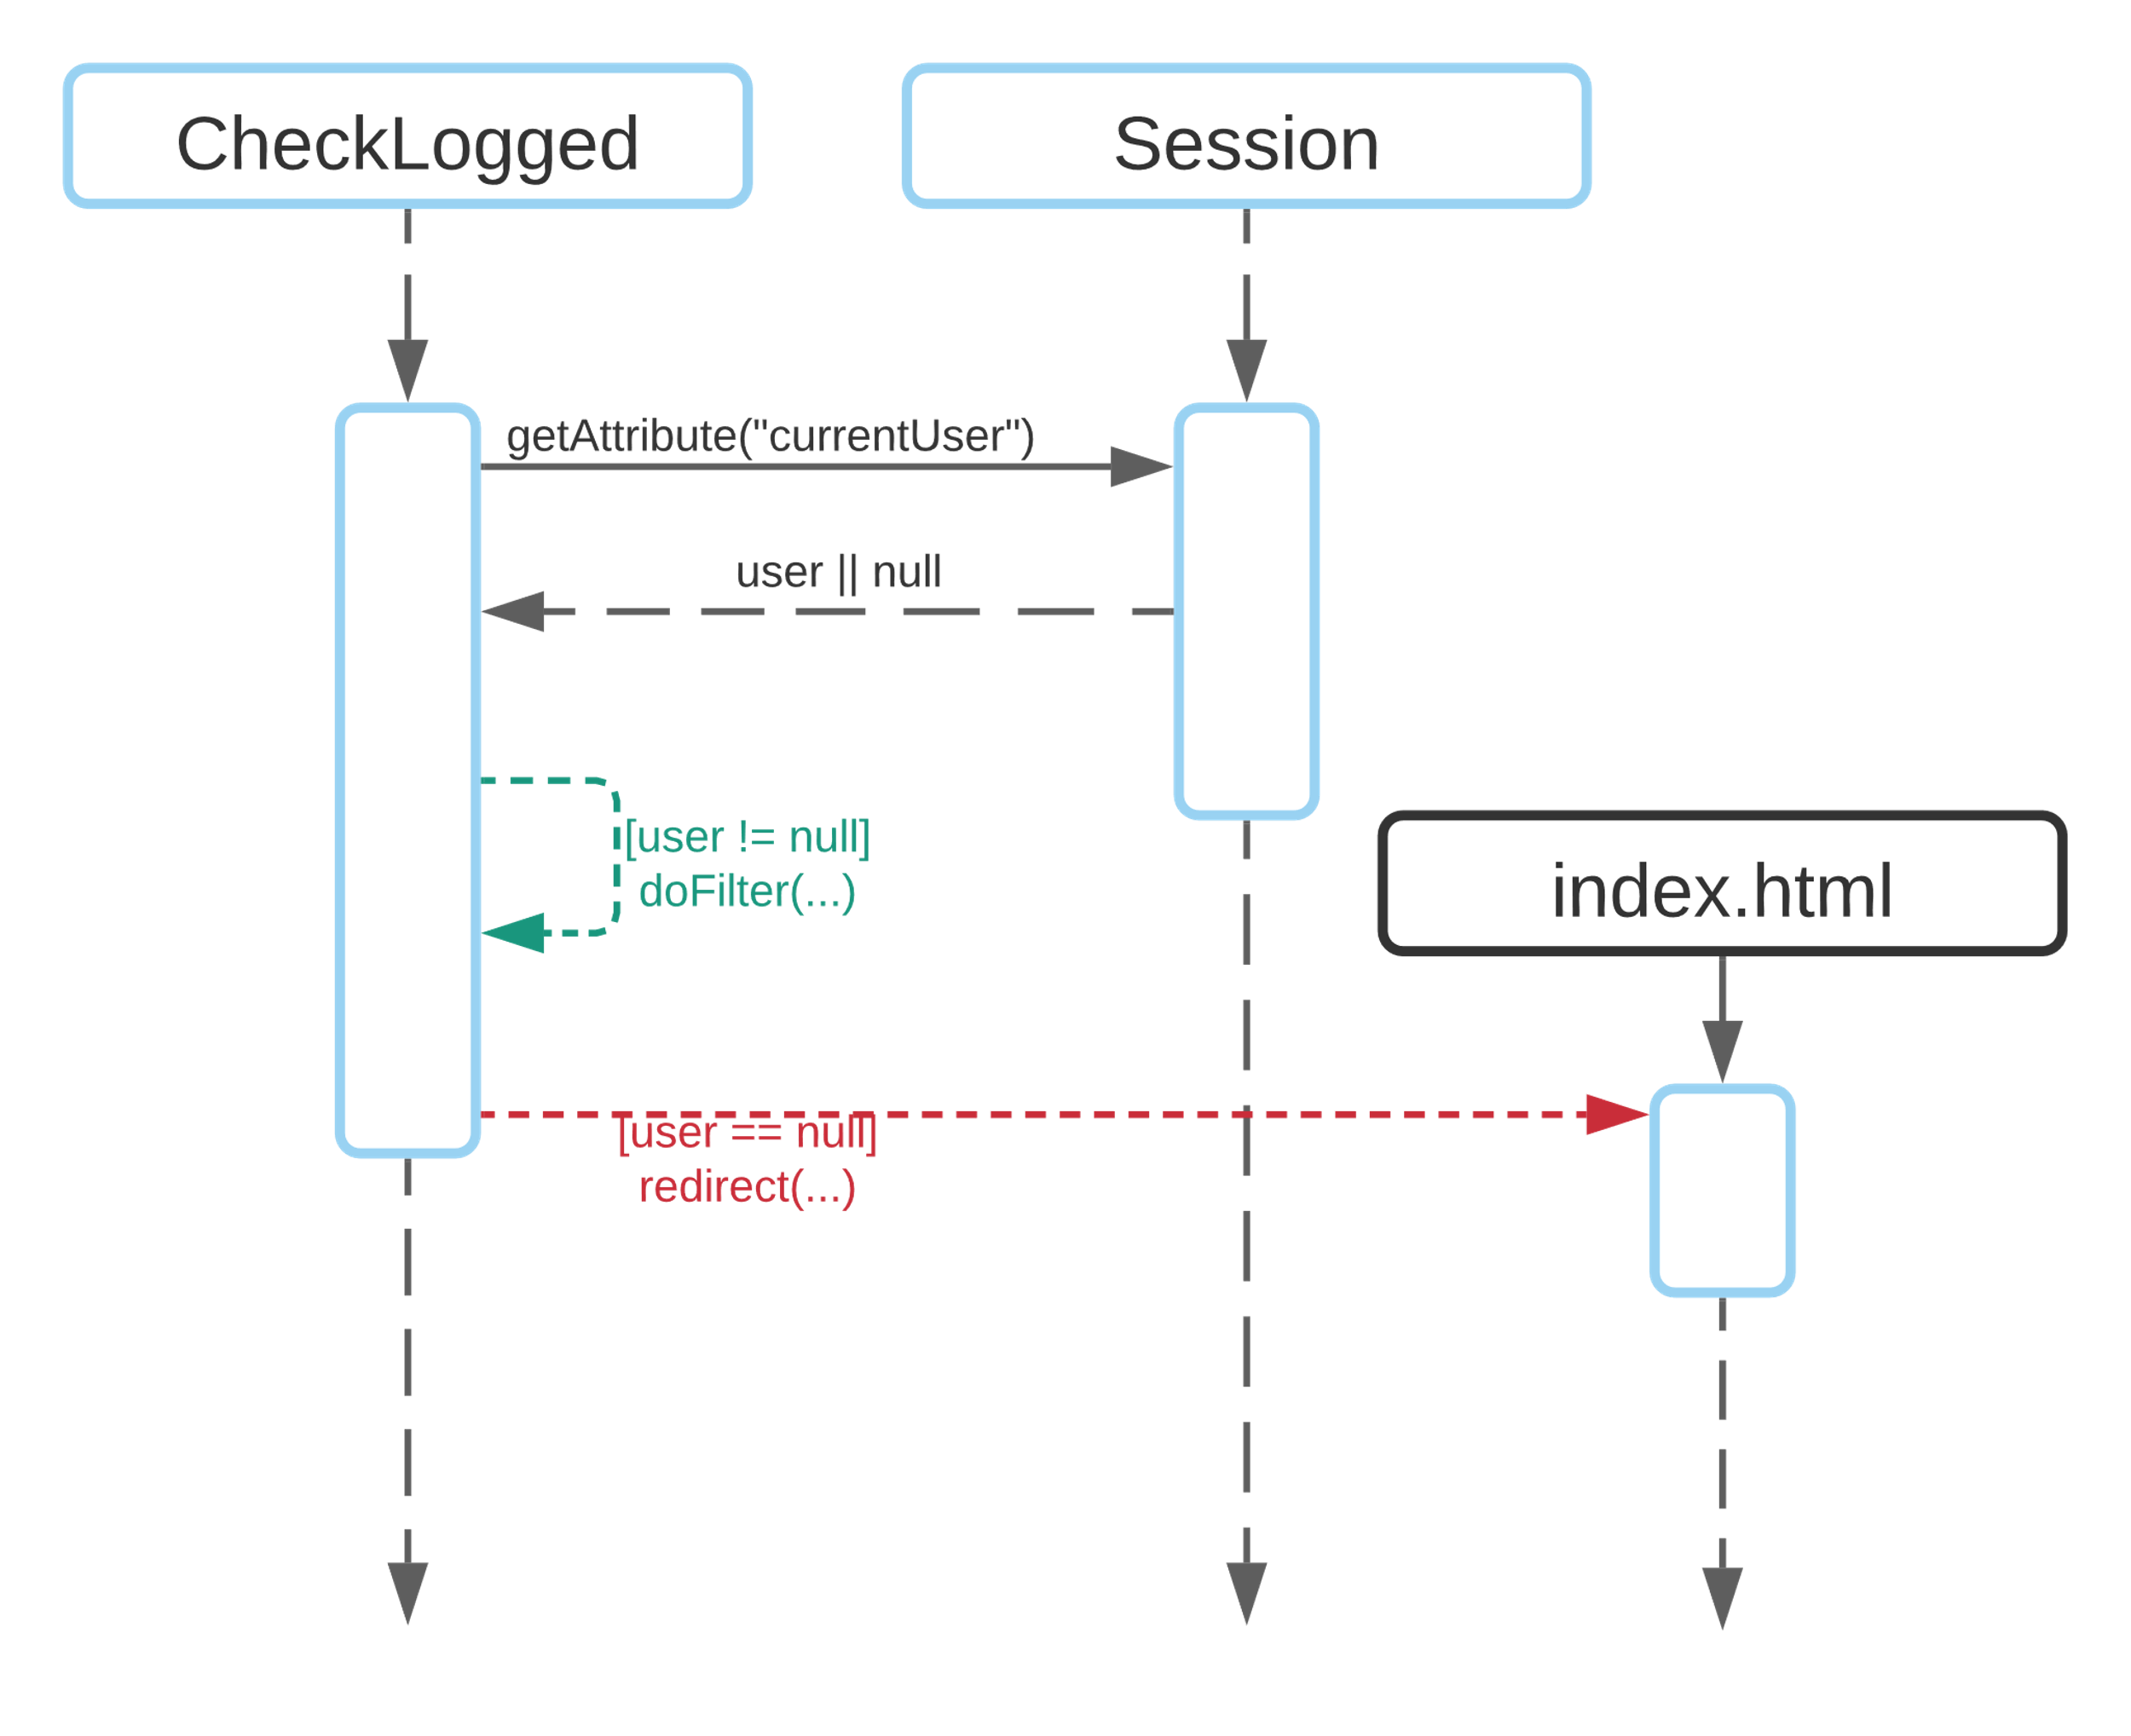 CheckLogged
Session
getAttribute("currentUser")
user || null
[user != null]
doFilter(...)
index.html
[user == null]
redirect(...)